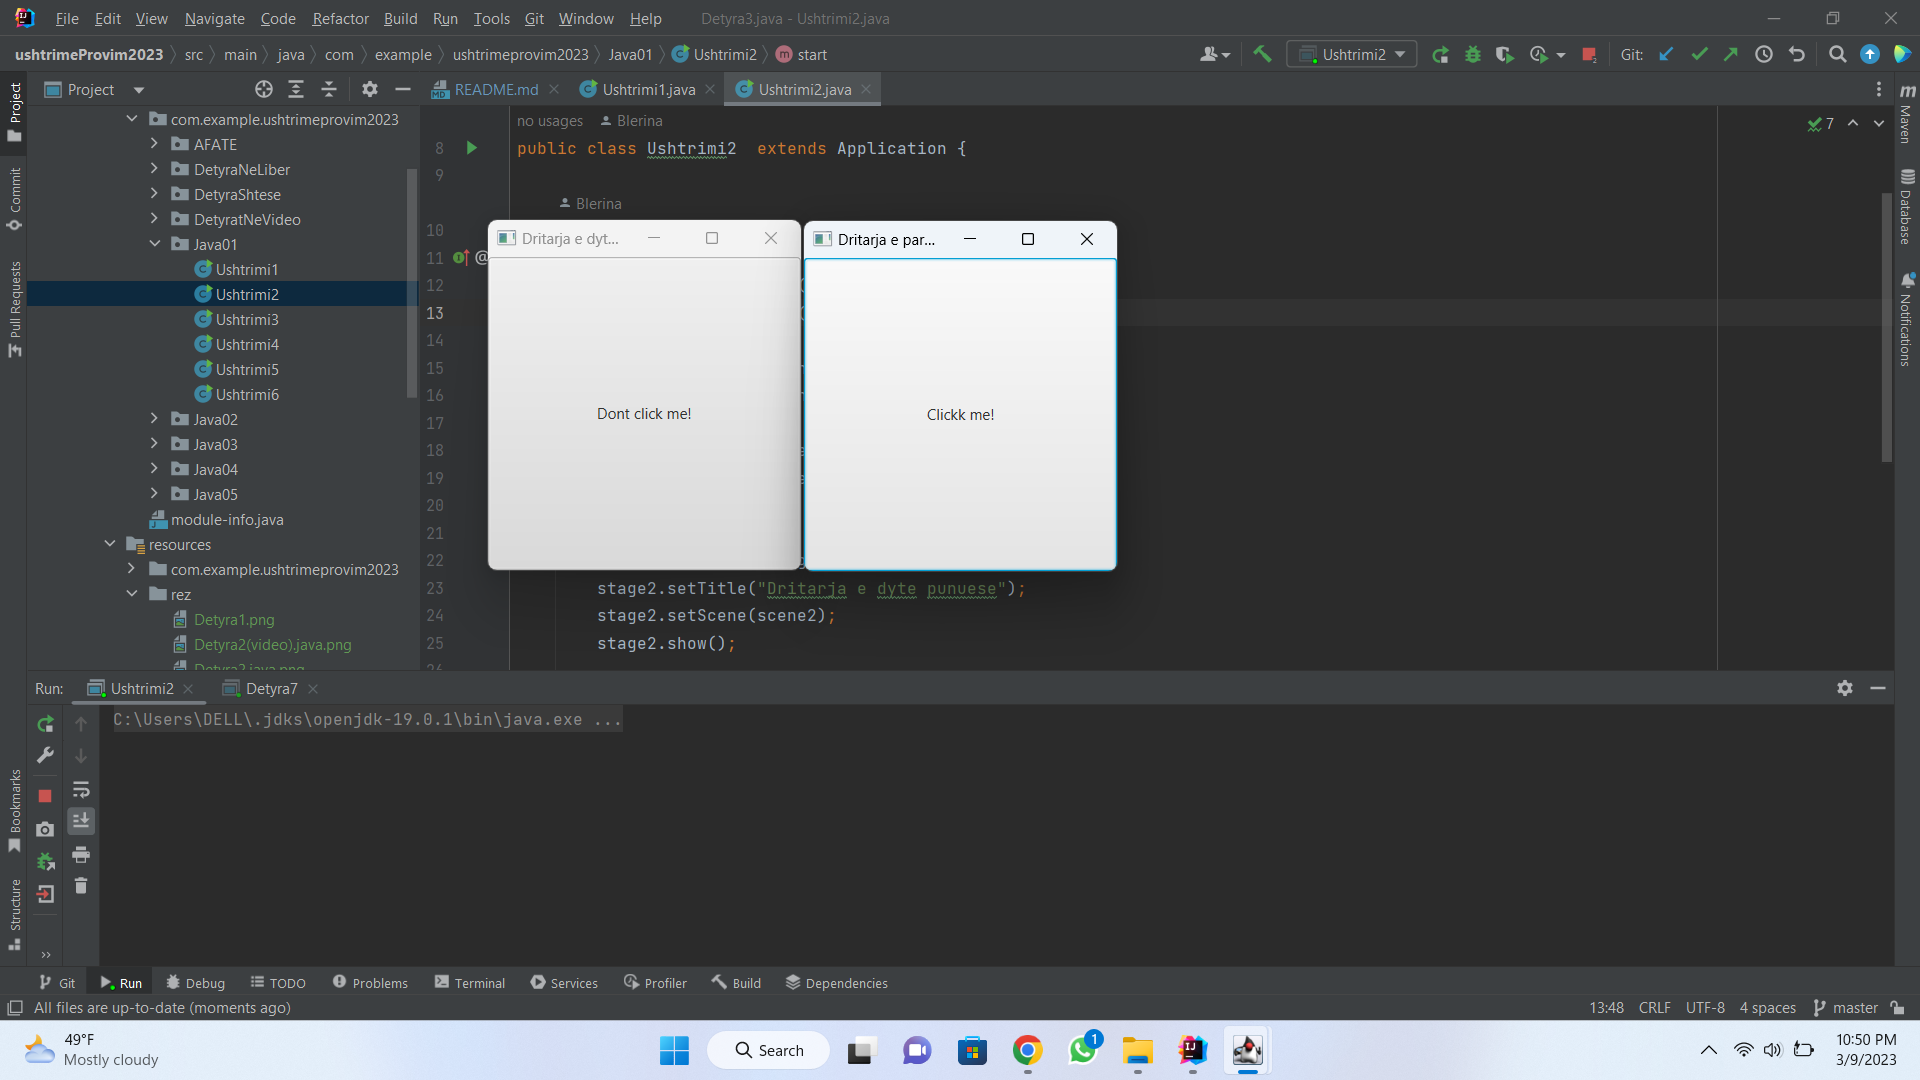 File Edit View Navigate Code Refactor Build Run Tools Git Window Help Detyra3.java - Ushtrimi2.java
ushtrimeProvim2023 src main java com example ushtrimeprovim2023 Java01 Ushtrimi2 start
Ushtrimi2
Git:
Project
README.md
Ushtrimi1.java
Ushtrimi2.java
com.example.ushtrimeprovim2023
AFATE
DetyraNeLiber
DetyraShtese
DetyratNeVideo
Java01
Ushtrimi1
Ushtrimi2
Ushtrimi3
Ushtrimi4
Ushtrimi5
Ushtrimi6
Java02
Java03
Java04
Java05
module-info.java
resources
com.example.ushtrimeprovim2023
rez
Detyra1.png
Detyra2(video).java.png
Detyra2.java.png
Project
Commit
Pull Requests
Bookmarks
Structure
no usages Blerina
7
8 public class Ushtrimi2 extends Application {
9
Blerina
10
11 @
12
13
14
15
16
17
18
19
20
21
22
23 stage2.setTitle("Dritarja e dyte punuese");
24 stage2.setScene(scene2);
25 stage2.show();
26
Dritarja e dyt...
Dont click me!
Dritarja e par...
Clickk me!
m
Maven
Database
Notifications
Run: Ushtrimi2 Detyra7
C:\Users\DELL\.jdks\openjdk-19.0.1\bin\java.exe ...
Git Run Debug TODO Problems Terminal Services Profiler Build Dependencies
All files are up-to-date (moments ago)
13:48 CRLF UTF-8 4 spaces master
49°F
Mostly cloudy
Search
1
10:50 PM
3/9/2023